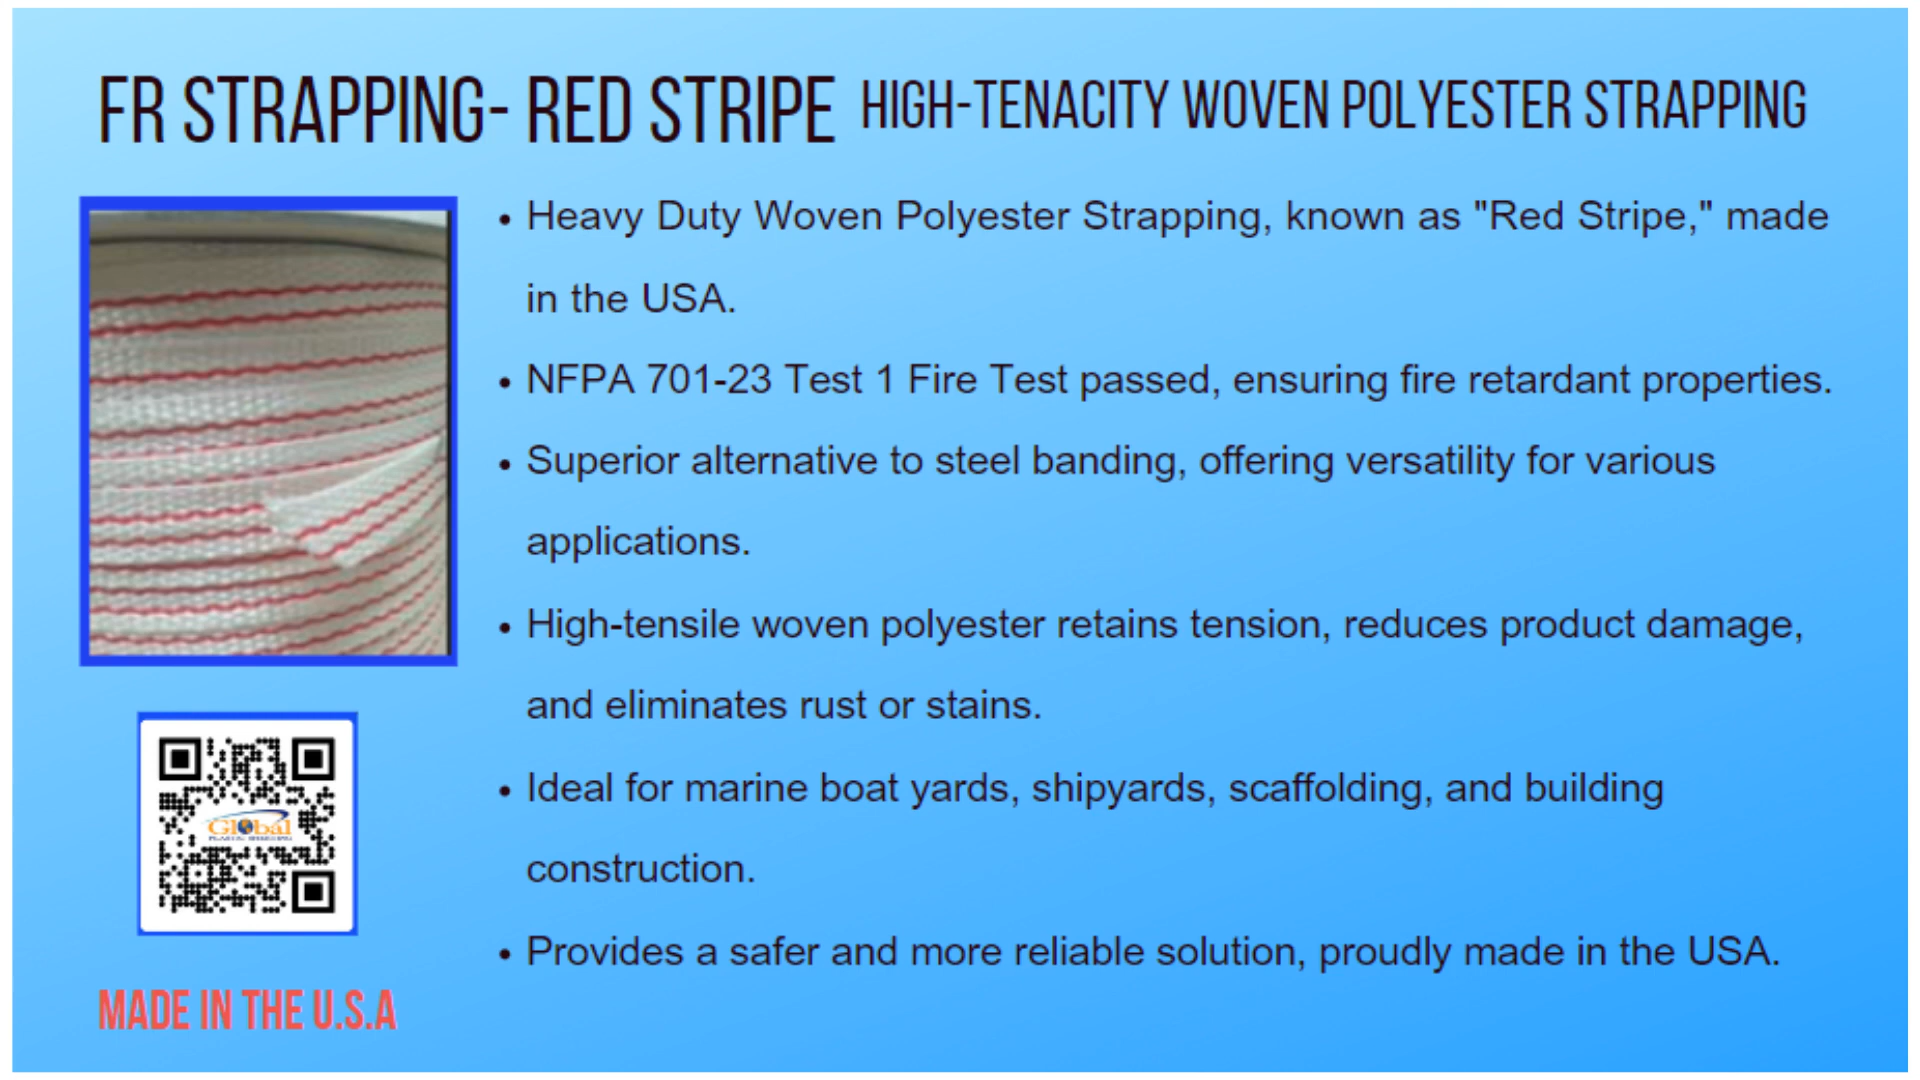 FR STRAPPING- RED STRIPE HIGH-TENACITY WOVEN POLYESTER STRAPPING
• Heavy Duty Woven Polyester Strapping, known as "Red Stripe," made
in the USA.
• NFPA 701-23 Test 1 Fire Test passed, ensuring fire retardant properties.
• Superior alternative to steel banding, offering versatility for various
applications.
• High-tensile woven polyester retains tension, reduces product damage,
and eliminates rust or stains.
• Ideal for marine boat yards, shipyards, scaffolding, and building
construction.
• Provides a safer and more reliable solution, proudly made in the USA.
Global
MADE IN THE U.S.A